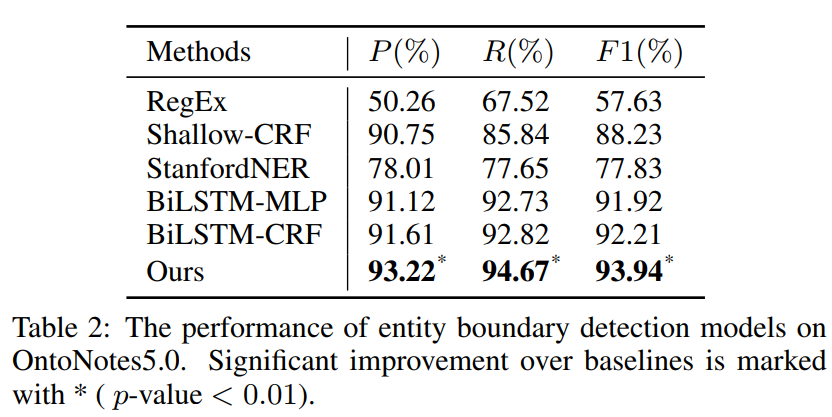 Methods P(%) R(%) F1(%)
RegEx 50.26 67.52 57.63
Shallow-CRF 90.75 85.84 88.23
StanfordNER 78.01 77.65 77.83
BiLSTM-MLP 91.12 92.73 91.92
BiLSTM-CRF 91.61 92.82 92.21
Ours 93.22* 94.67* 93.94*
Table 2: The performance of entity boundary detection models on
OntoNotes5.0. Significant improvement over baselines is marked
with * ( p-value < 0.01).